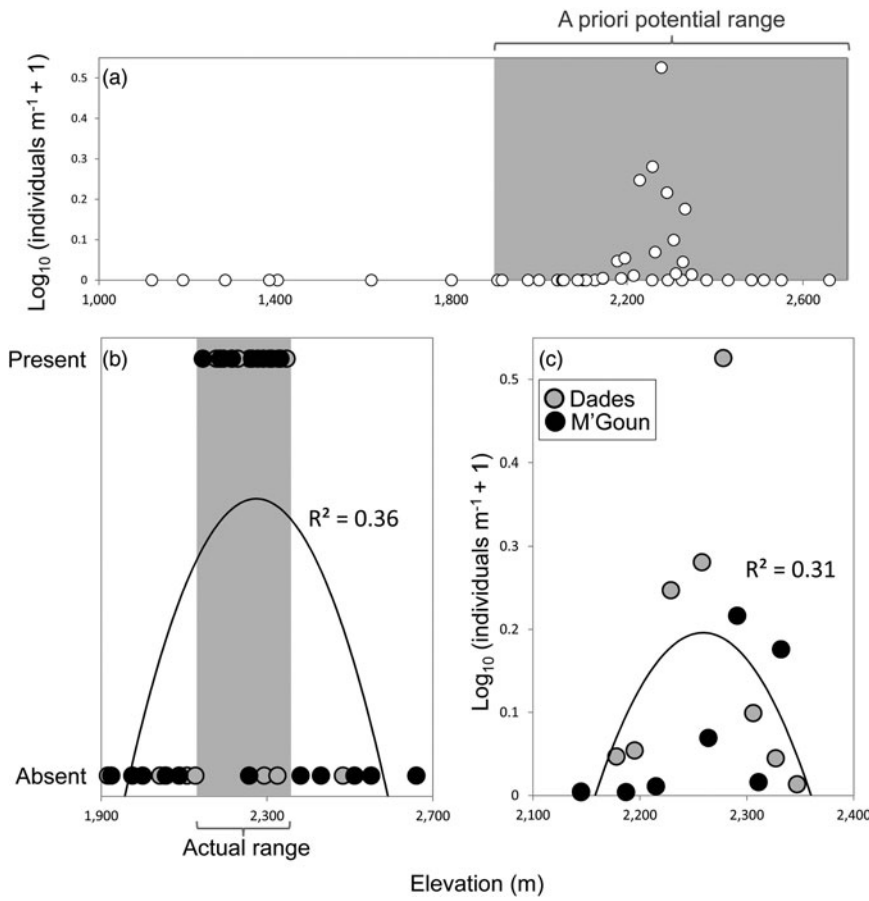 A priori potential range
(a)
Log₁₀ (individuals m⁻¹ + 1)
0.5
0.4
0.3
0.2
0.1
0
1,000
1,400
1,800
2,200
2,600
Present
(b)
Absent
R² = 0.36
1,900
2,300
2,700
Actual range
(c)
Log₁₀ (individuals m⁻¹ + 1)
0.5
0.4
0.3
0.2
0.1
0
Dades
M'Goun
R² = 0.31
2,100
2,200
2,300
2,400
Elevation (m)